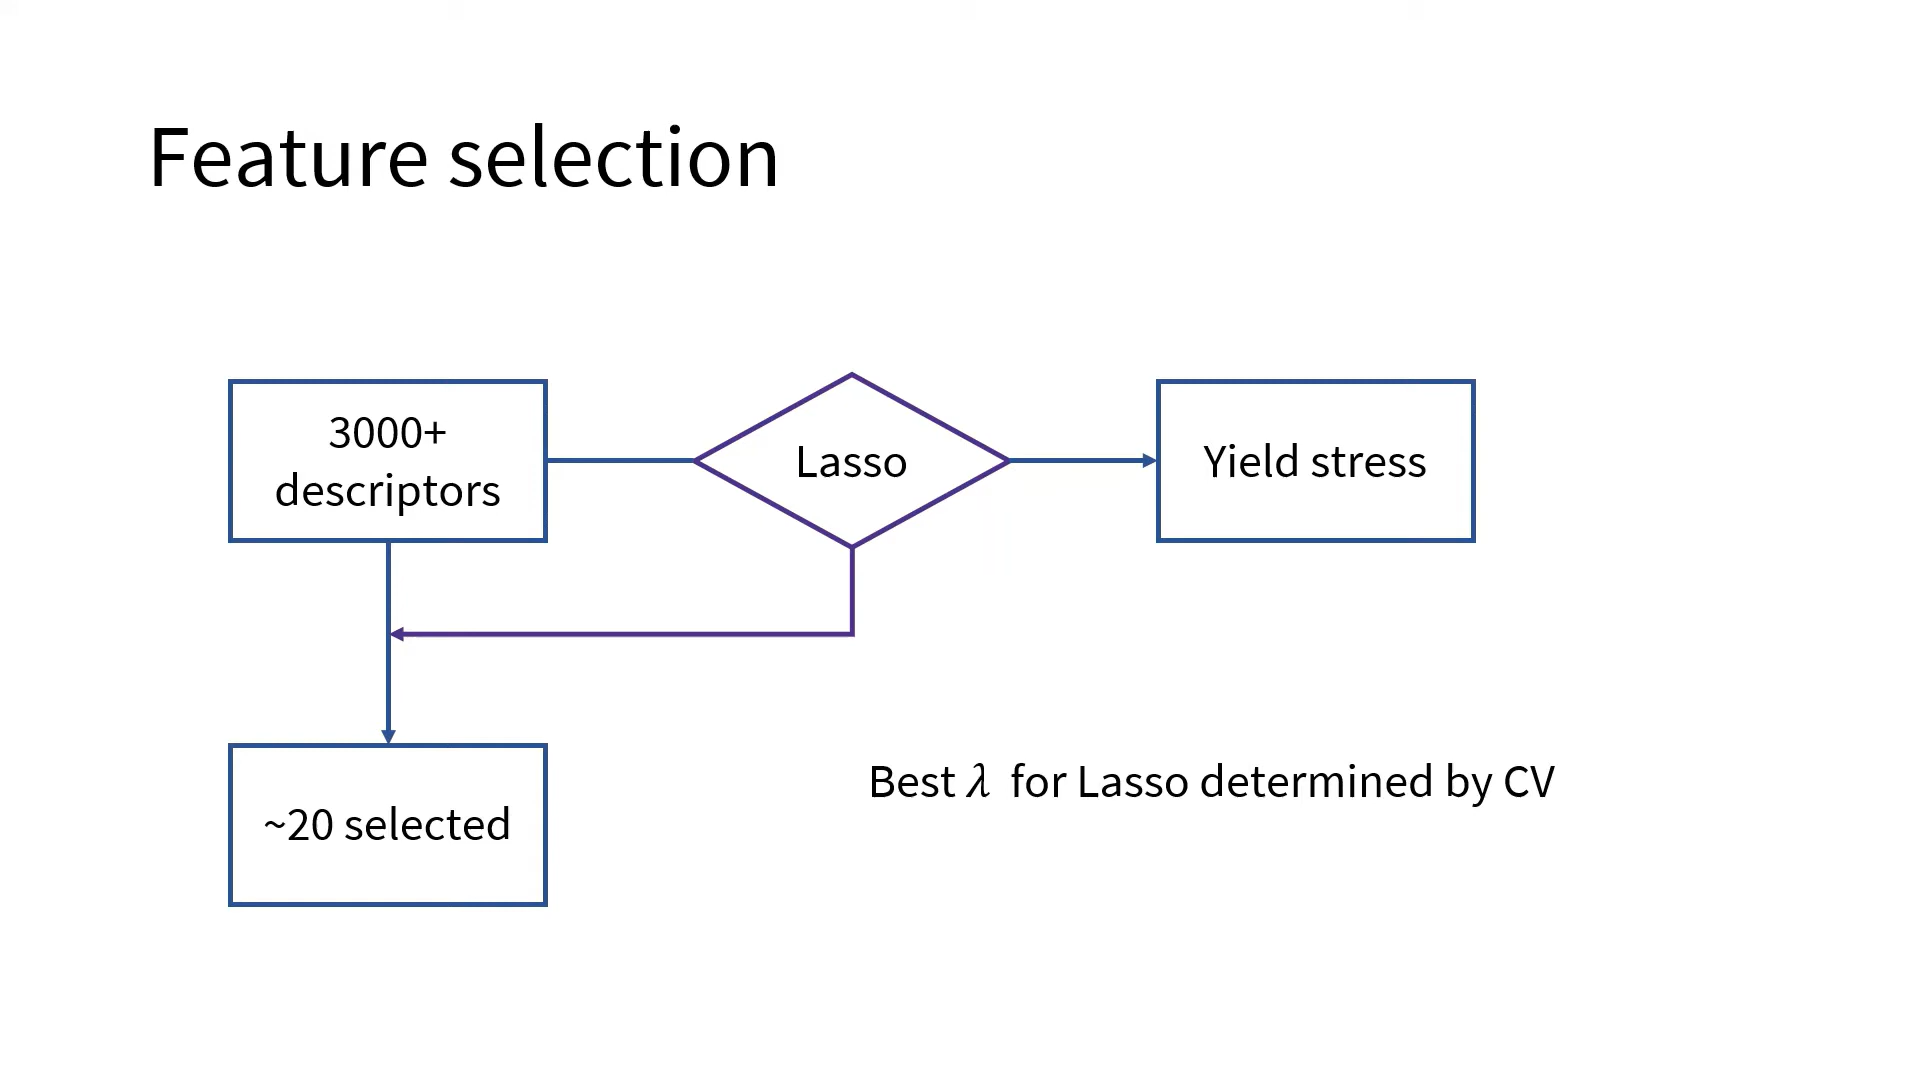 Feature selection
3000+
descriptors
Lasso
Yield stress
~20 selected
Best λ for Lasso determined by CV